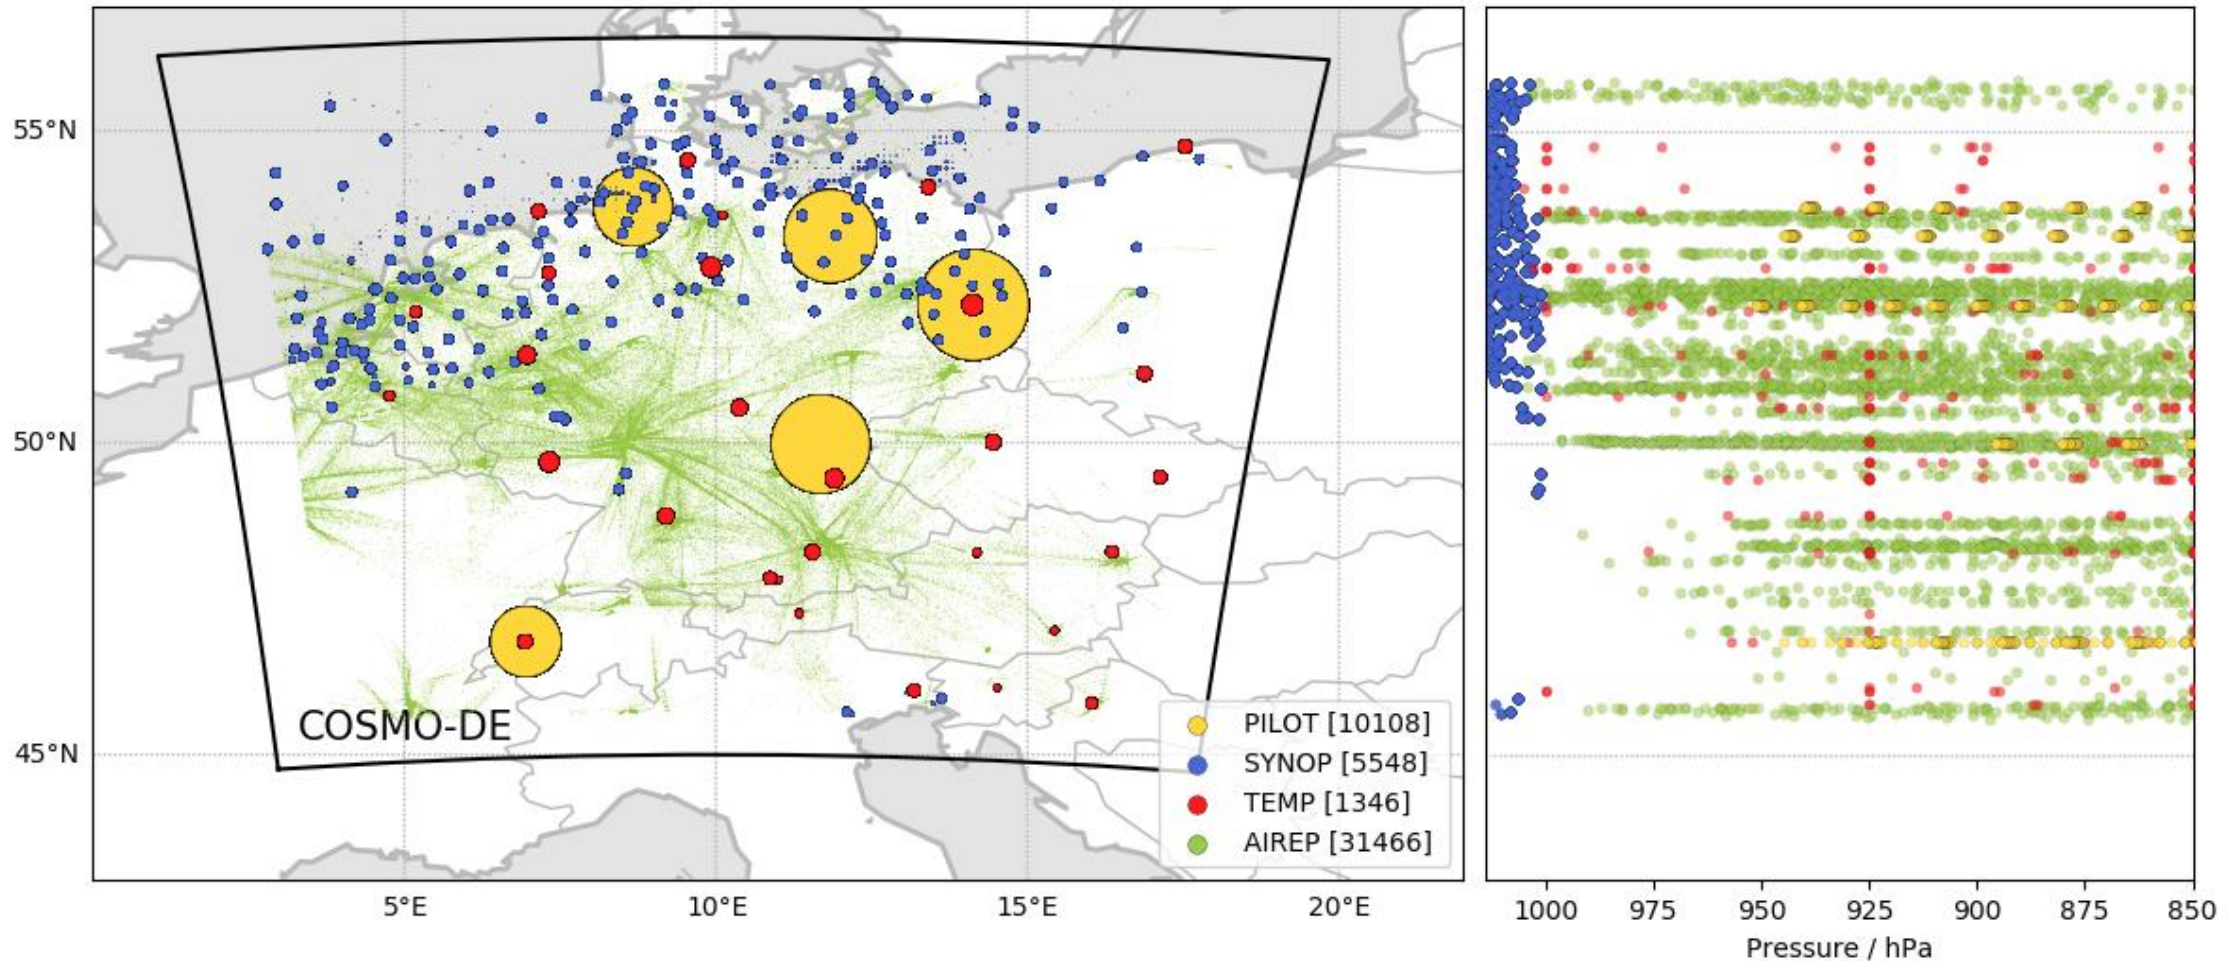 55°N
50°N
45°N
COSMO-DE
PILOT [10108]
SYNOP [5548]
TEMP [1346]
AIREP [31466]
5°E 10°E 15°E 20°E
1000 975 950 925 900 875 850
Pressure / hPa